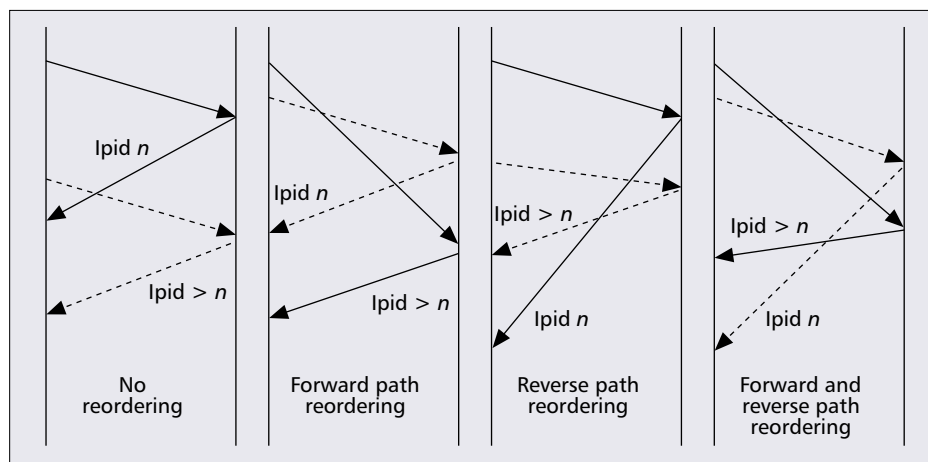 Ipid n
Ipid > n
No
reordering
Ipid n
Ipid > n
Forward path
reordering
Ipid > n
Ipid n
Reverse path
reordering
Ipid > n
Ipid n
Forward and
reverse path
reordering